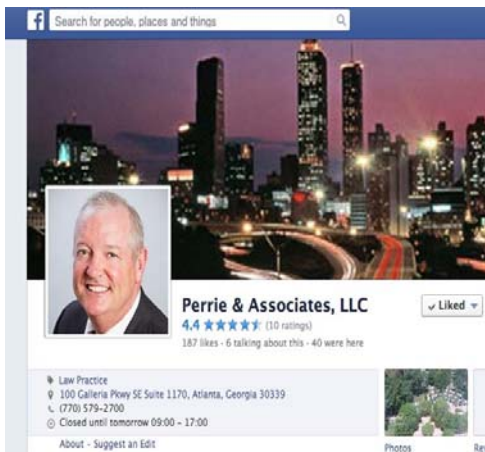 f Search for people, places and things
Perrie & Associates, LLC
✓ Liked
4.4 ★★★★★ (10 ratings)
187 likes · 6 talking about this · 40 were here
Law Practice
100 Galleria Pkwy SE Suite 1170, Atlanta, Georgia 30339
(770) 579-2700
Closed until tomorrow 09:00 – 17:00
About – Suggest an Edit
Photos